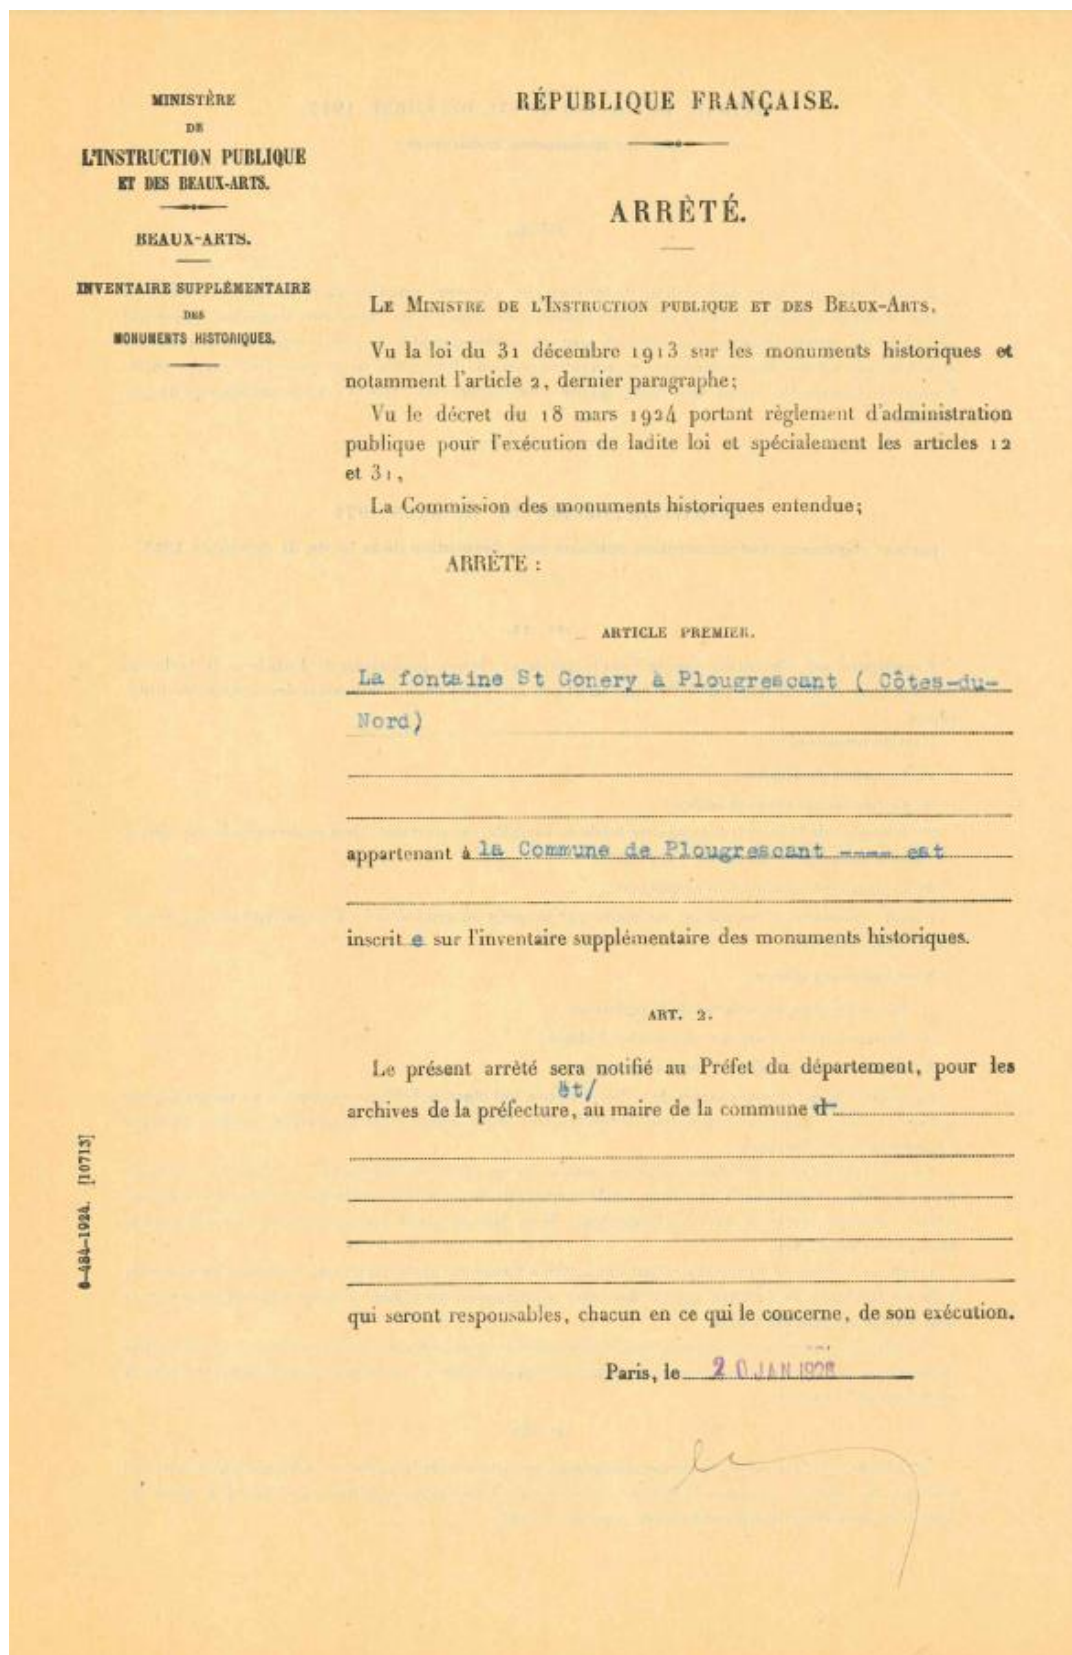 MINISTÈRE
DE
L'INSTRUCTION PUBLIQUE
ET DES BEAUX-ARTS.
BEAUX-ARTS.
INVENTAIRE SUPPLÉMENTAIRE
DES
MONUMENTS HISTORIQUES.
RÉPUBLIQUE FRANÇAISE.
ARRÊTÉ.
LE MINISTRE DE L'INSTRUCTION PUBLIQUE ET DES BEAUX-ARTS,
Vu la loi du 31 décembre 1913 sur les monuments historiques et
notamment l'article 2, dernier paragraphe;
Vu le décret du 18 mars 1924 portant règlement d'administration
publique pour l'exécution de ladite loi et spécialement les articles 12
et 31,
La Commission des monuments historiques entendue;
ARRÊTE :
ARTICLE PREMIER.
La fontaine St Gonery à Plougrescant ( Côtes-du-
Nord)
appartenant à la Commune de Plougrescant ---- est
inscrit e sur l'inventaire supplémentaire des monuments historiques.
ART. 2.
Le présent arrêté sera notifié au Préfet du département, pour les
et/
archives de la préfecture, au maire de la commune d
qui seront responsables, chacun en ce qui le concerne, de son exécution.
Paris, le 20 JAN 1926
6-484-1924. [10713]